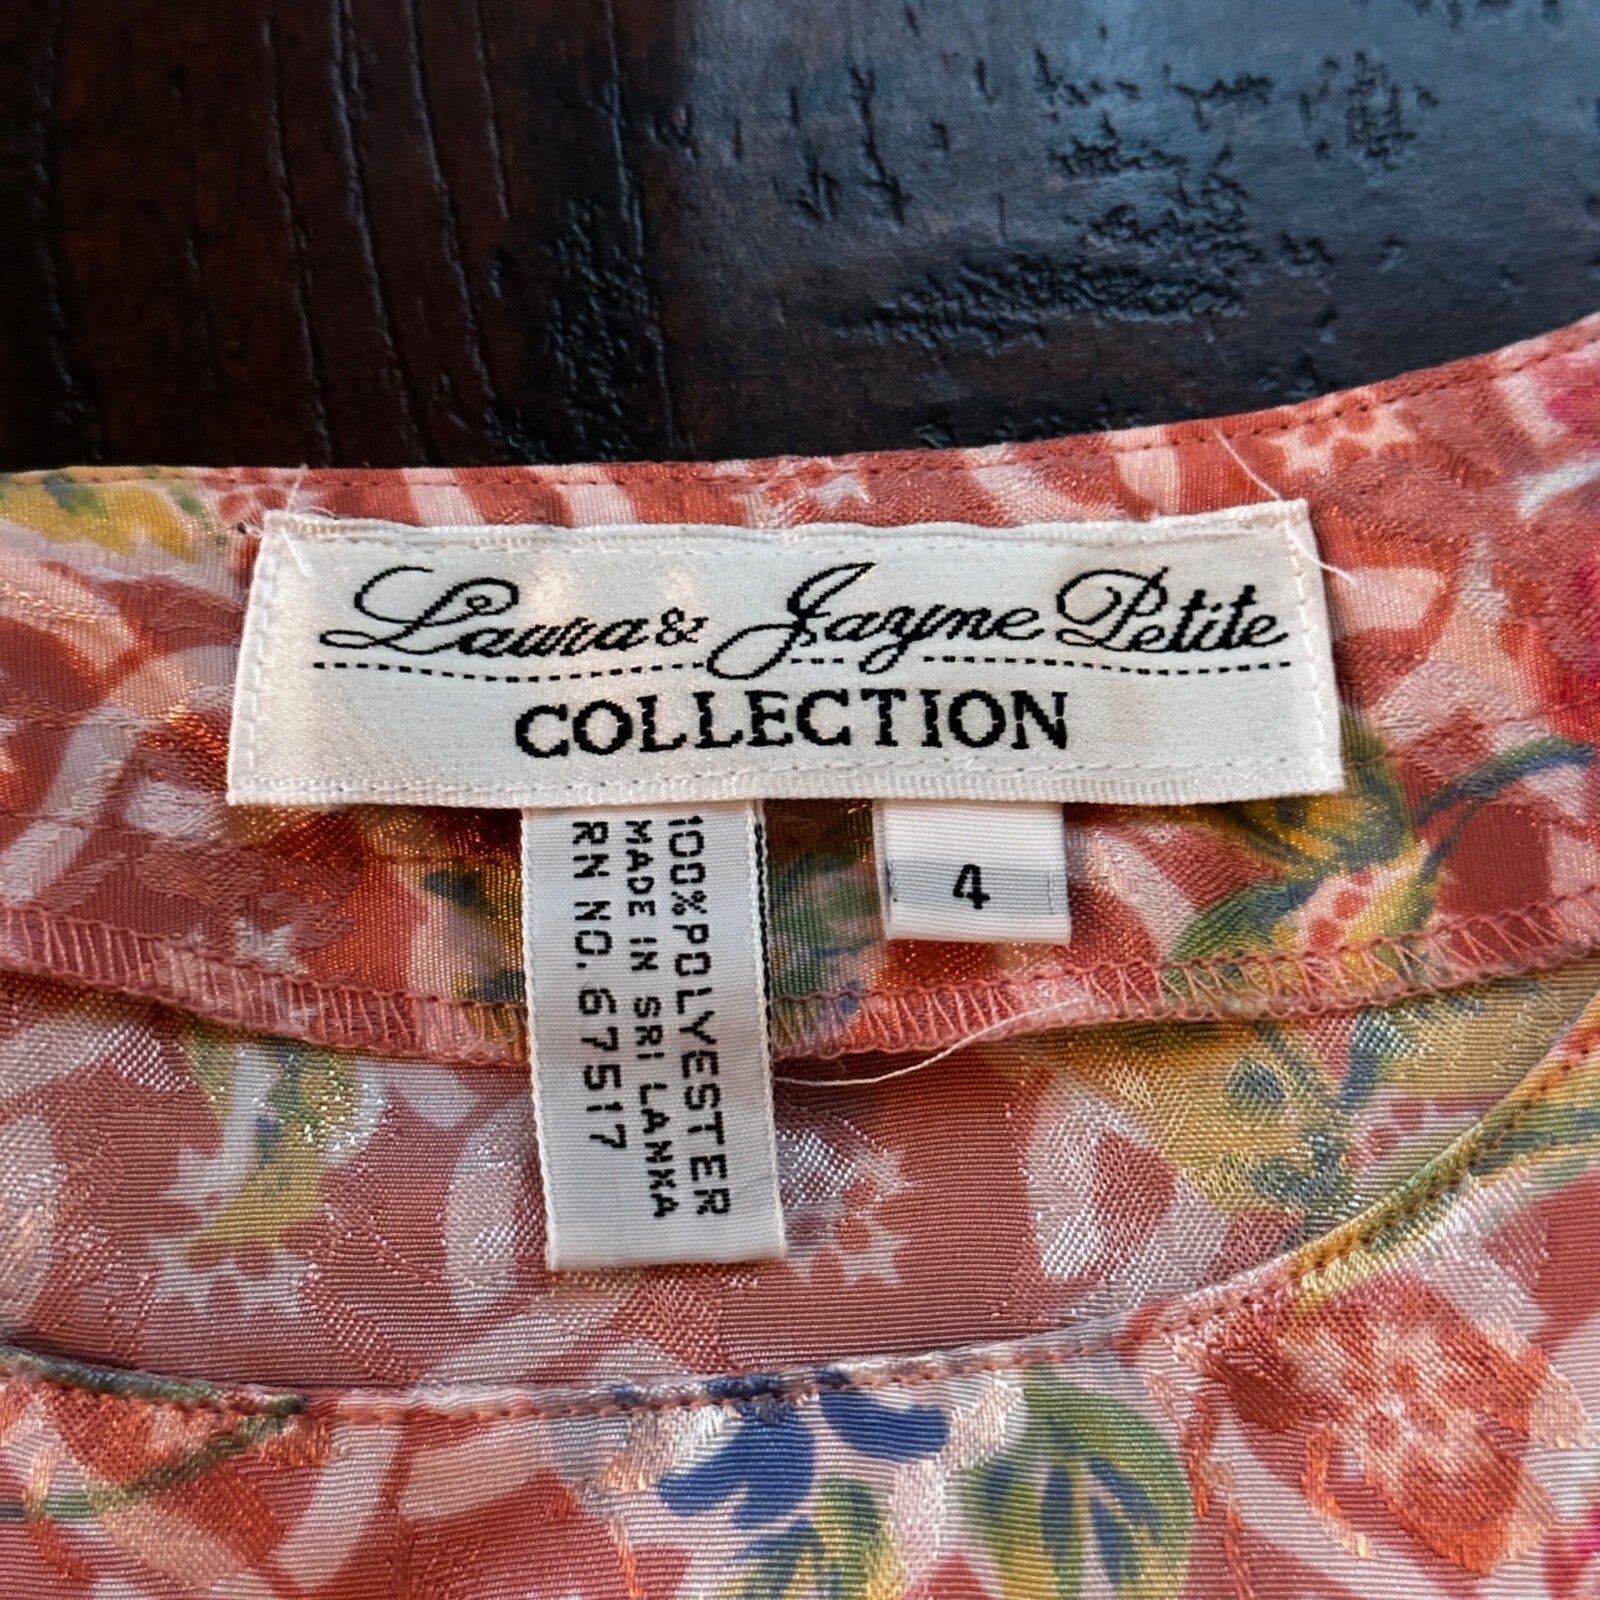 Laura & Jayne Petite
COLLECTION
4
100%POLYESTER
MADE IN SRI LANKA
RN NO. 67517